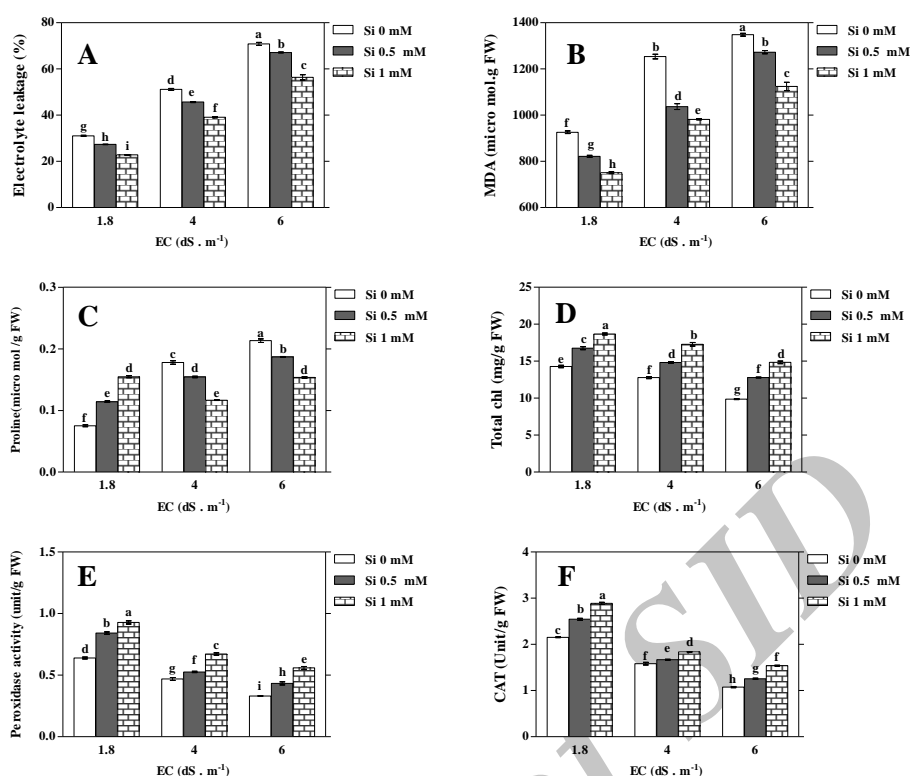 A
Electrolyte leakage (%)
80
60
40
20
0
g h i
d e f
a b c
1.8 4 6
EC (dS . m-1)
Si 0 mM
Si 0.5 mM
Si 1 mM
B
MDA (micro mol.g FW)
1400
1200
1000
800
600
f g h
b d e
a b c
1.8 4 6
EC (dS . m-1)
Si 0 mM
Si 0.5 mM
Si 1 mM
C
Proline(micro mol /g FW)
0.3
0.2
0.1
0.0
f e d
c d e
a b d
1.8 4 6
EC (dS . m-1)
Si 0 mM
Si 0.5 mM
Si 1 mM
D
Total chl (mg/g FW)
25
20
15
10
5
0
e c a
f d b
g f d
1.8 4 6
EC (dS . m-1)
Si 0 mM
Si 0.5 mM
Si 1 mM
E
Peroxidase activity (unit/g FW)
1.5
1.0
0.5
0.0
d b a
g f c
i h e
1.8 4 6
EC (dS . m-1)
Si 0 mM
Si 0.5 mM
Si 1 mM
F
CAT (Unit/g FW)
4
3
2
1
0
c b a
f e d
h g f
1.8 4 6
EC (dS . m-1)
Si 0 mM
Si 0.5 mM
Si 1 mM
SID